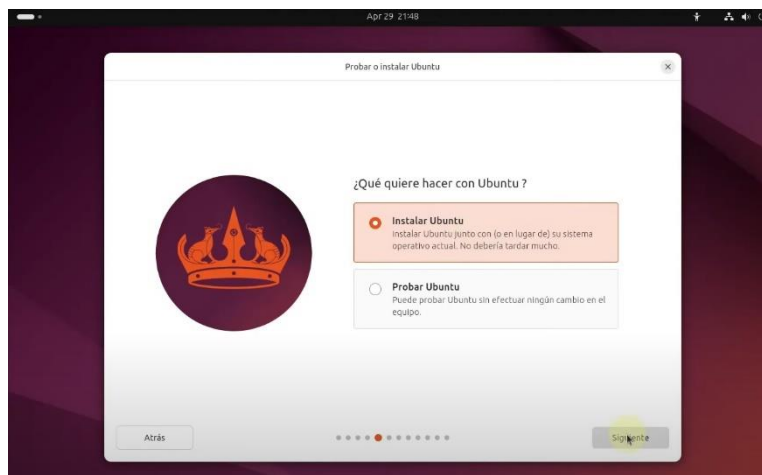 Apr 29 21:48
Probar o instalar Ubuntu
¿Qué quiere hacer con Ubuntu ?
Instalar Ubuntu
Instalar Ubuntu junto con (o en lugar de) su sistema
operativo actual. No debería tardar mucho.
Probar Ubuntu
Puede probar Ubuntu sin efectuar ningún cambio en el
equipo.
Atrás
Siguiente